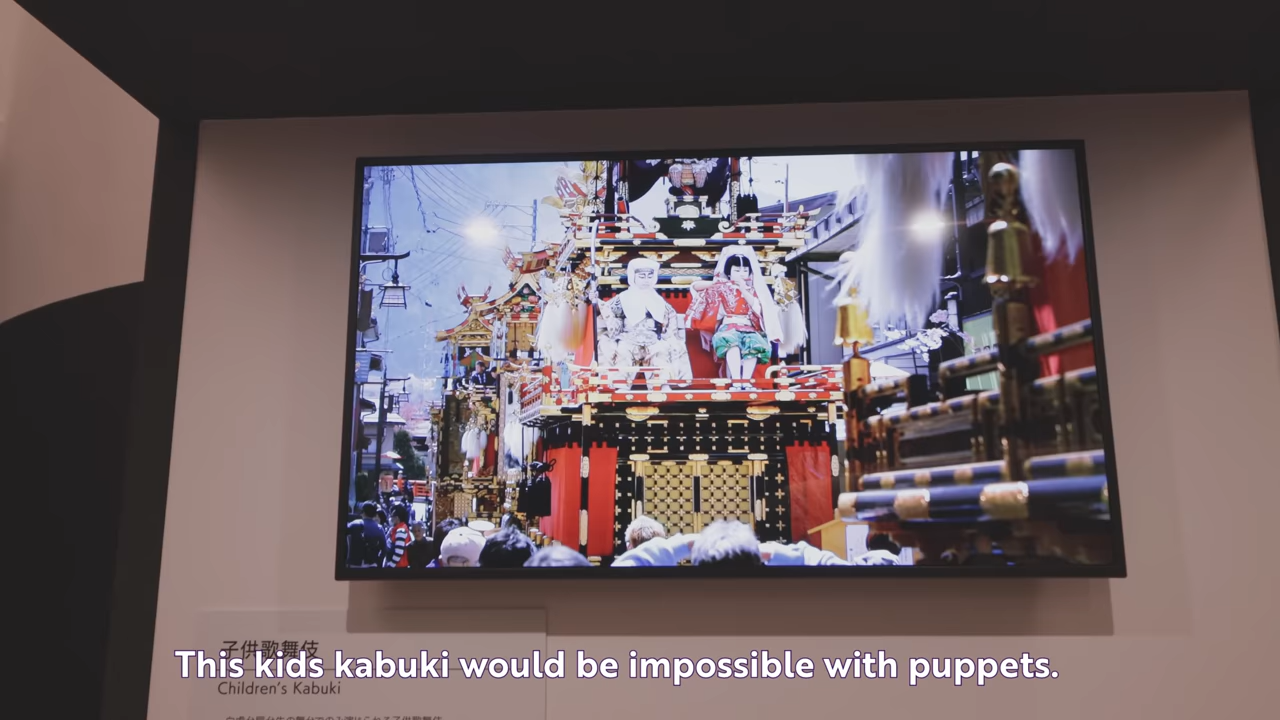 子供歌舞伎
This kids kabuki would be impossible with puppets.
Children's Kabuki